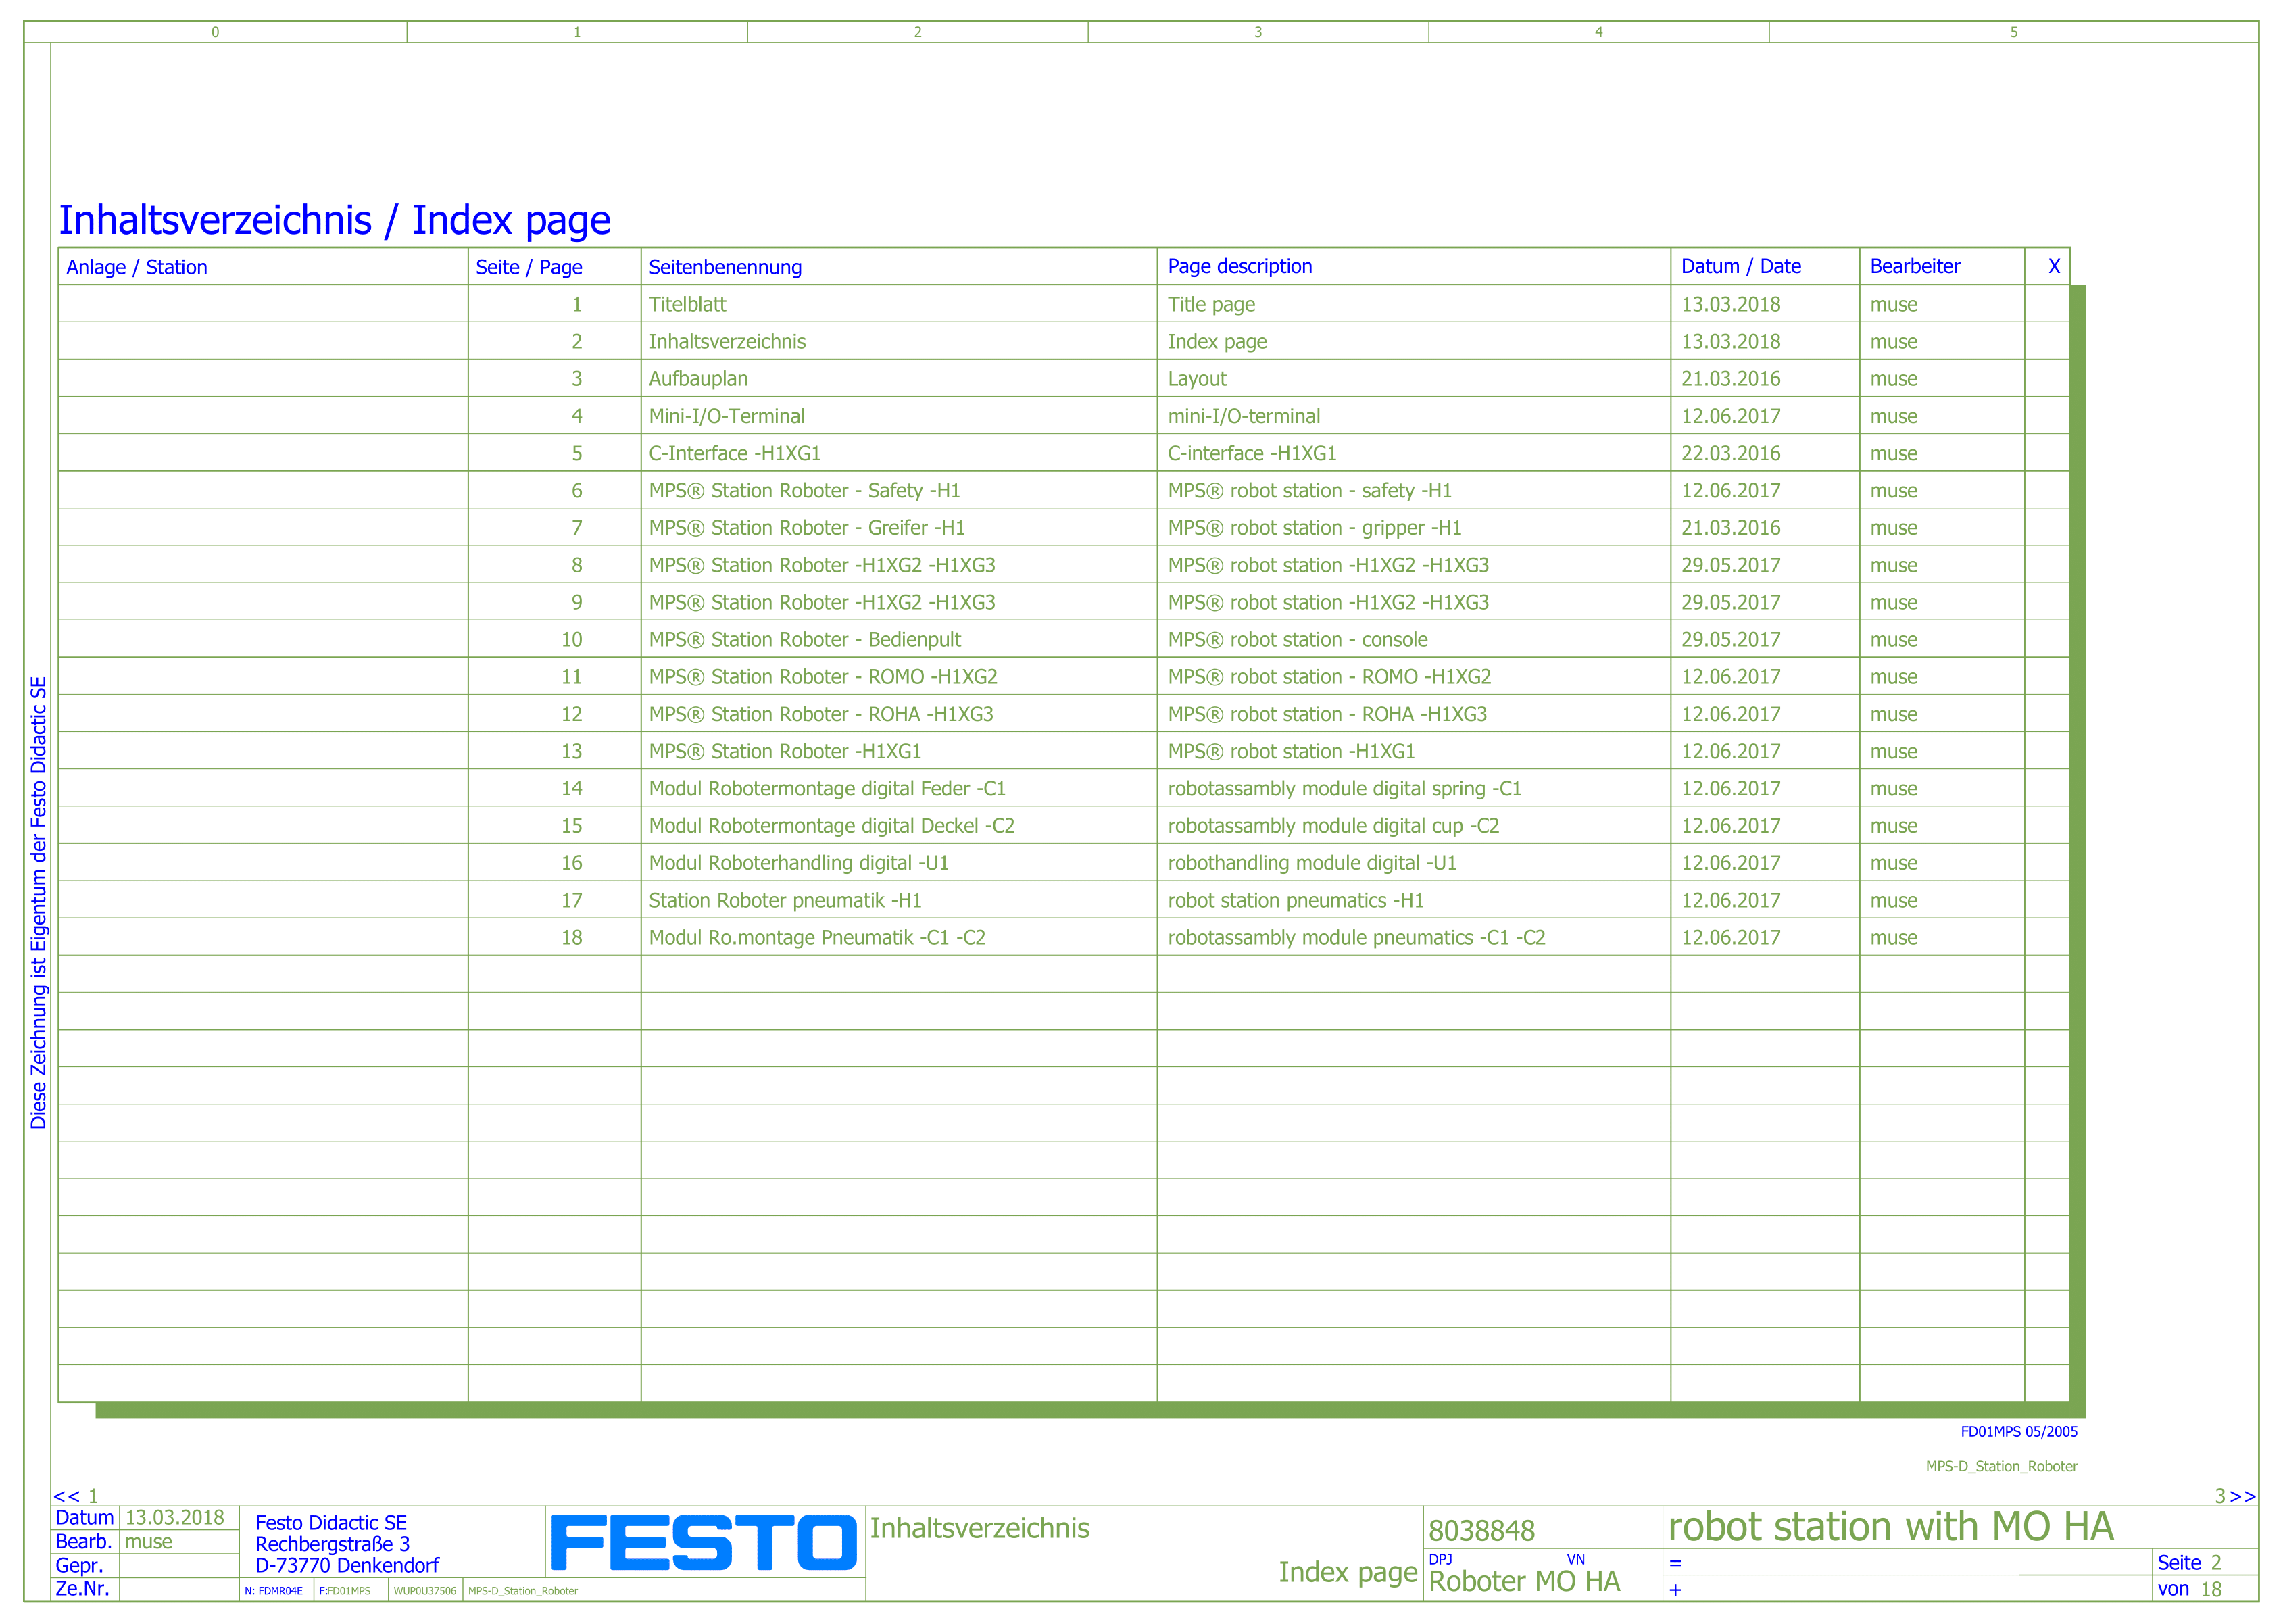 0 1 2 3 4 5
Inhaltsverzeichnis / Index page
Anlage / Station Seite / Page Seitenbenennung Page description Datum / Date Bearbeiter X
1 Titelblatt Title page 13.03.2018 muse
2 Inhaltsverzeichnis Index page 13.03.2018 muse
3 Aufbauplan Layout 21.03.2016 muse
4 Mini-I/O-Terminal mini-I/O-terminal 12.06.2017 muse
5 C-Interface -H1XG1 C-interface -H1XG1 22.03.2016 muse
6 MPS® Station Roboter - Safety -H1 MPS® robot station - safety -H1 12.06.2017 muse
7 MPS® Station Roboter - Greifer -H1 MPS® robot station - gripper -H1 21.03.2016 muse
8 MPS® Station Roboter -H1XG2 -H1XG3 MPS® robot station -H1XG2 -H1XG3 29.05.2017 muse
9 MPS® Station Roboter -H1XG2 -H1XG3 MPS® robot station -H1XG2 -H1XG3 29.05.2017 muse
10 MPS® Station Roboter - Bedienpult MPS® robot station - console 29.05.2017 muse
11 MPS® Station Roboter - ROMO -H1XG2 MPS® robot station - ROMO -H1XG2 12.06.2017 muse
12 MPS® Station Roboter - ROHA -H1XG3 MPS® robot station - ROHA -H1XG3 12.06.2017 muse
13 MPS® Station Roboter -H1XG1 MPS® robot station -H1XG1 12.06.2017 muse
14 Modul Robotermontage digital Feder -C1 robotassambly module digital spring -C1 12.06.2017 muse
15 Modul Robotermontage digital Deckel -C2 robotassambly module digital cup -C2 12.06.2017 muse
16 Modul Roboterhandling digital -U1 robothandling module digital -U1 12.06.2017 muse
17 Station Roboter pneumatik -H1 robot station pneumatics -H1 12.06.2017 muse
18 Modul Ro.montage Pneumatik -C1 -C2 robotassambly module pneumatics -C1 -C2 12.06.2017 muse
Diese Zeichnung ist Eigentum der Festo Didactic SE
FD01MPS 05/2005
MPS-D_Station_Roboter
<< 1 3 >>
Datum 13.03.2018
Bearb. muse
Gepr.
Ze.Nr.
Festo Didactic SE
Rechbergstraße 3
D-73770 Denkendorf
N: FDMR04E F:FD01MPS WUP0U37506 MPS-D_Station_Roboter
FESTO
Inhaltsverzeichnis
Index page
8038848
DPJ VN
Roboter MO HA
robot station with MO HA
=
+
Seite 2
von 18